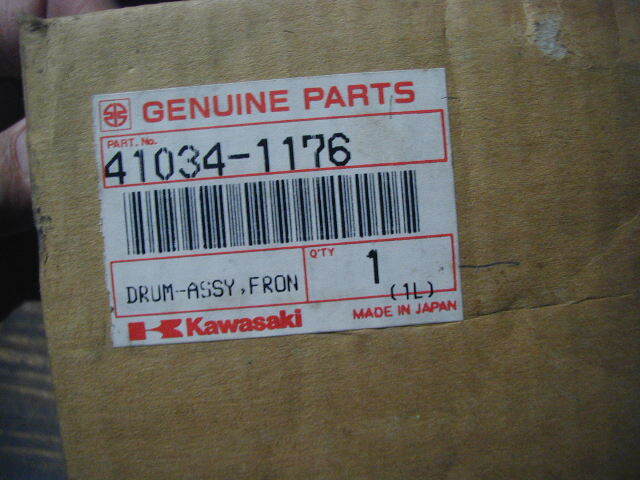 GENUINE PARTS
PART. No.
41034-1176
Q'TY
1
DRUM-ASSY,FRON
(1L)
Kawasaki
MADE IN JAPAN